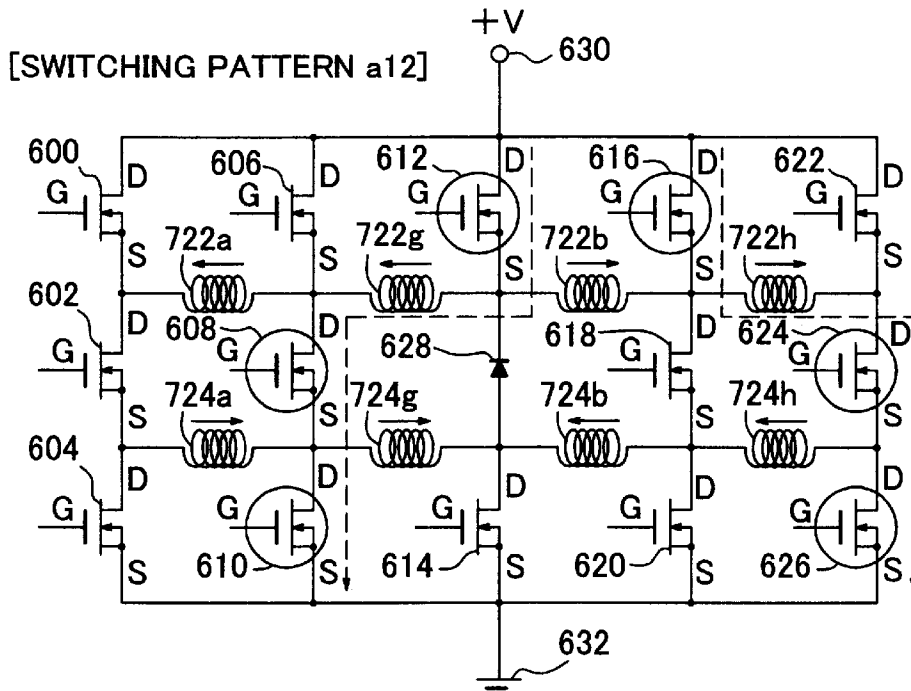 +V
630
[SWITCHING PATTERN a12]
600 D 606 D 612 D 616 D 622 D
G G G G G
S S S S S
722a 722g 722b 722h
602 D 608 D 628 618 D 624 D
G G G G
S S S S
724a 724g 724b 724h
604 D D D D D
G G G G G
S 610 S 614 S 620 S 626 S
632